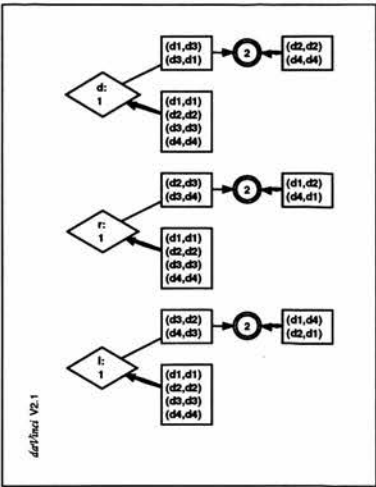 (d1,d3)
(d3,d1)
2
(d2,d2)
(d4,d4)
d:
1
(d1,d1)
(d2,d2)
(d3,d3)
(d4,d4)
(d2,d3)
(d3,d4)
2
(d1,d2)
(d4,d1)
r:
1
(d1,d1)
(d2,d2)
(d3,d3)
(d4,d4)
(d3,d2)
(d4,d3)
2
(d1,d4)
(d2,d1)
l:
1
(d1,d1)
(d2,d2)
(d3,d3)
(d4,d4)
daVinci V2.1